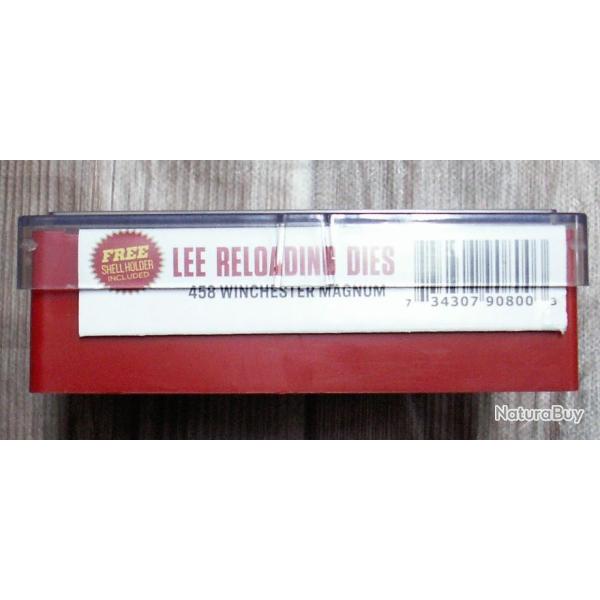 FREE
SHELL HOLDER
INCLUDED
LEE RELOADING DIES
458 WINCHESTER MAGNUM
7 34307 90800 3
NaturaBuy